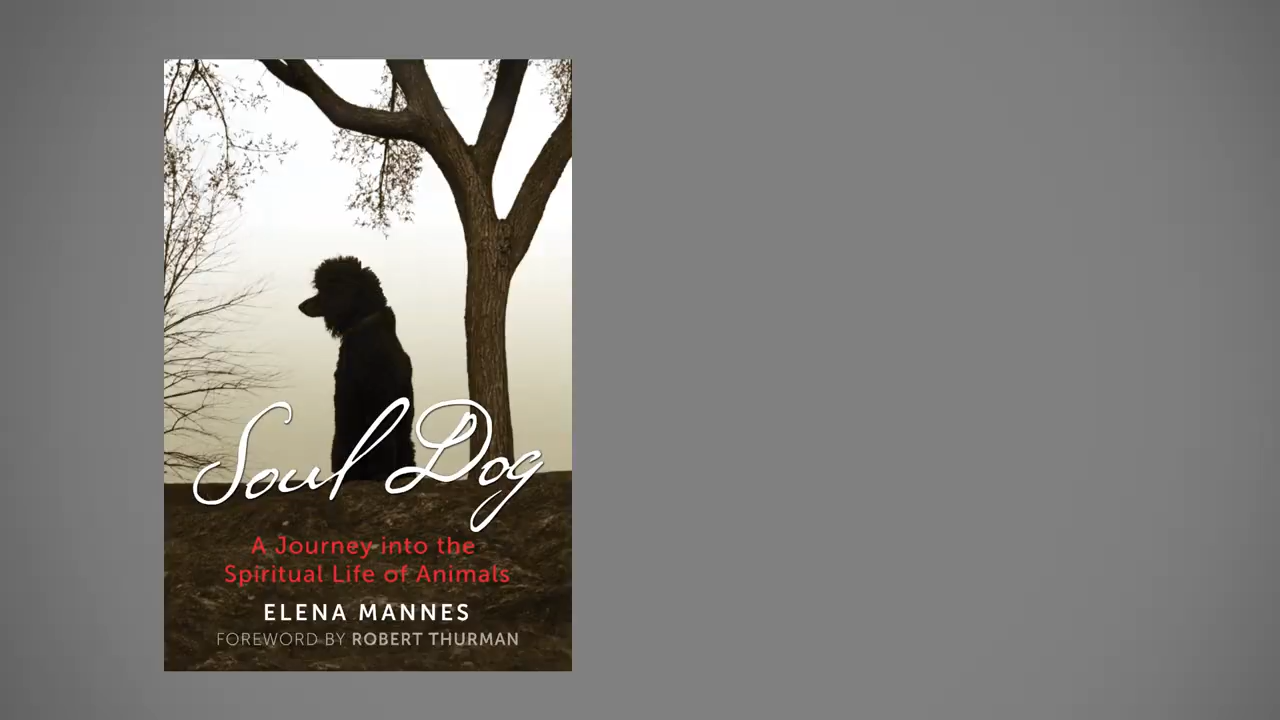 Soul Dog
A Journey into the
Spiritual Life of Animals
ELENA MANNES
FOREWORD BY ROBERT THURMAN